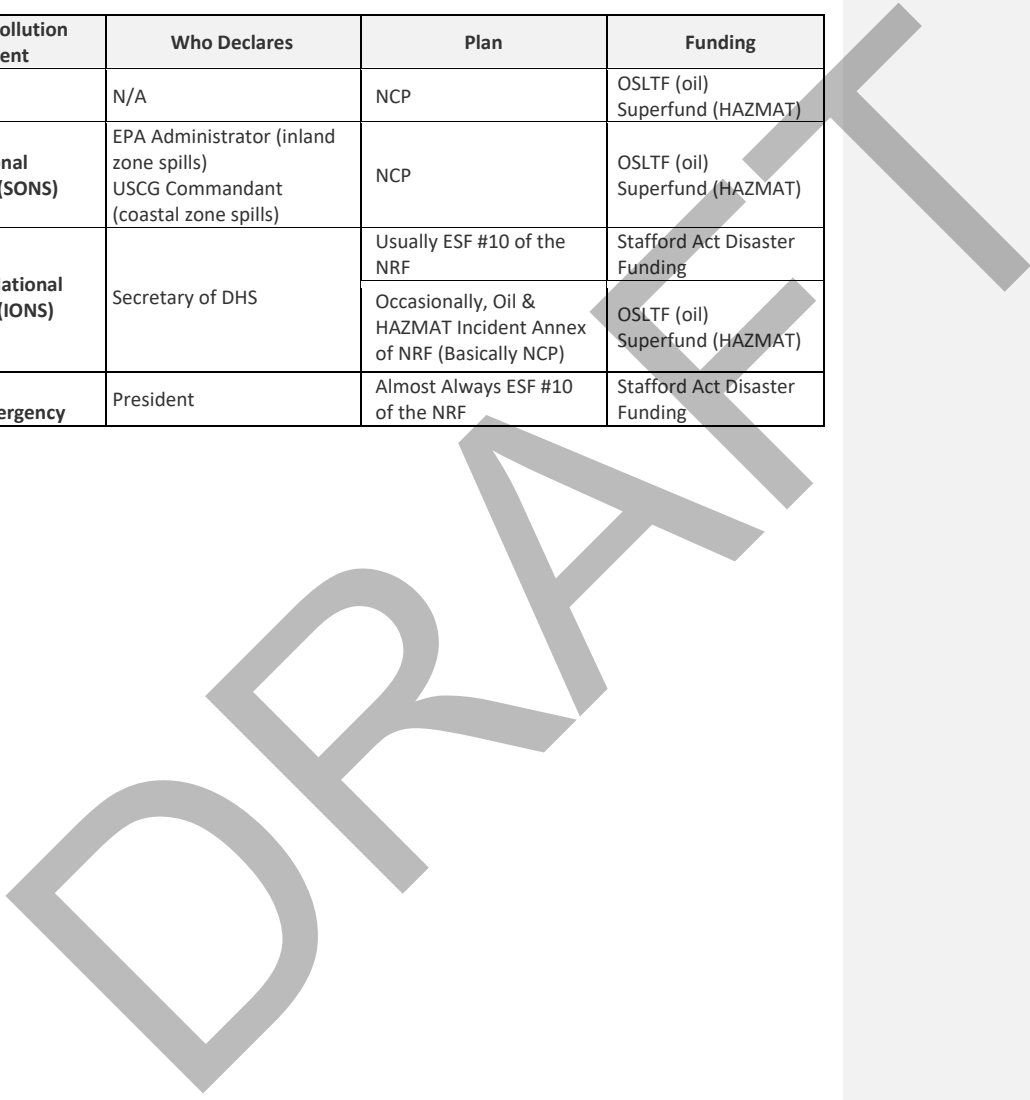 ollution
ent
Who Declares
Plan
Funding
N/A
NCP
OSLTF (oil)
Superfund (HAZMAT)
nal
(SONS)
EPA Administrator (inland
zone spills)
USCG Commandant
(coastal zone spills)
NCP
OSLTF (oil)
Superfund (HAZMAT)
ational
(IONS)
Secretary of DHS
Usually ESF #10 of the
NRF
Stafford Act Disaster
Funding
Occasionally, Oil &
HAZMAT Incident Annex
of NRF (Basically NCP)
OSLTF (oil)
Superfund (HAZMAT)
ergency
President
Almost Always ESF #10
of the NRF
Stafford Act Disaster
Funding
DRAFT